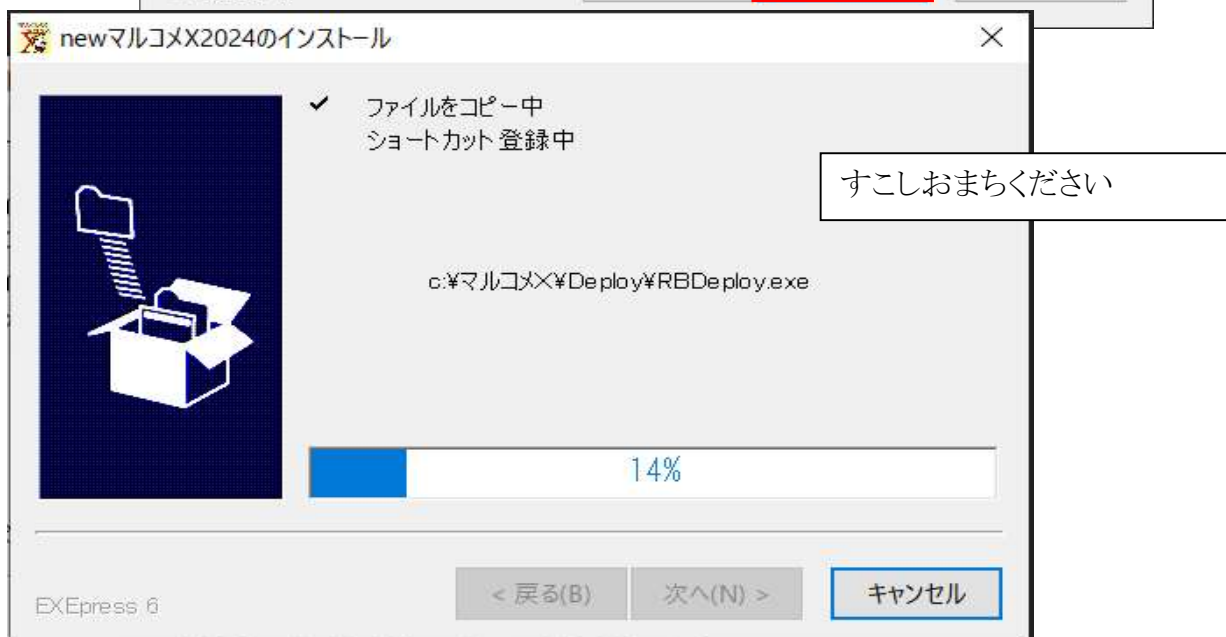 newマルコメX2024のインストール
✓ ファイルをコピー中
ショートカット登録中
すこしおまちください
c:¥マルコメX¥Deploy¥RBDeploy.exe
14%
EXEpress 6
< 戻る(B)
次へ(N) >
キャンセル